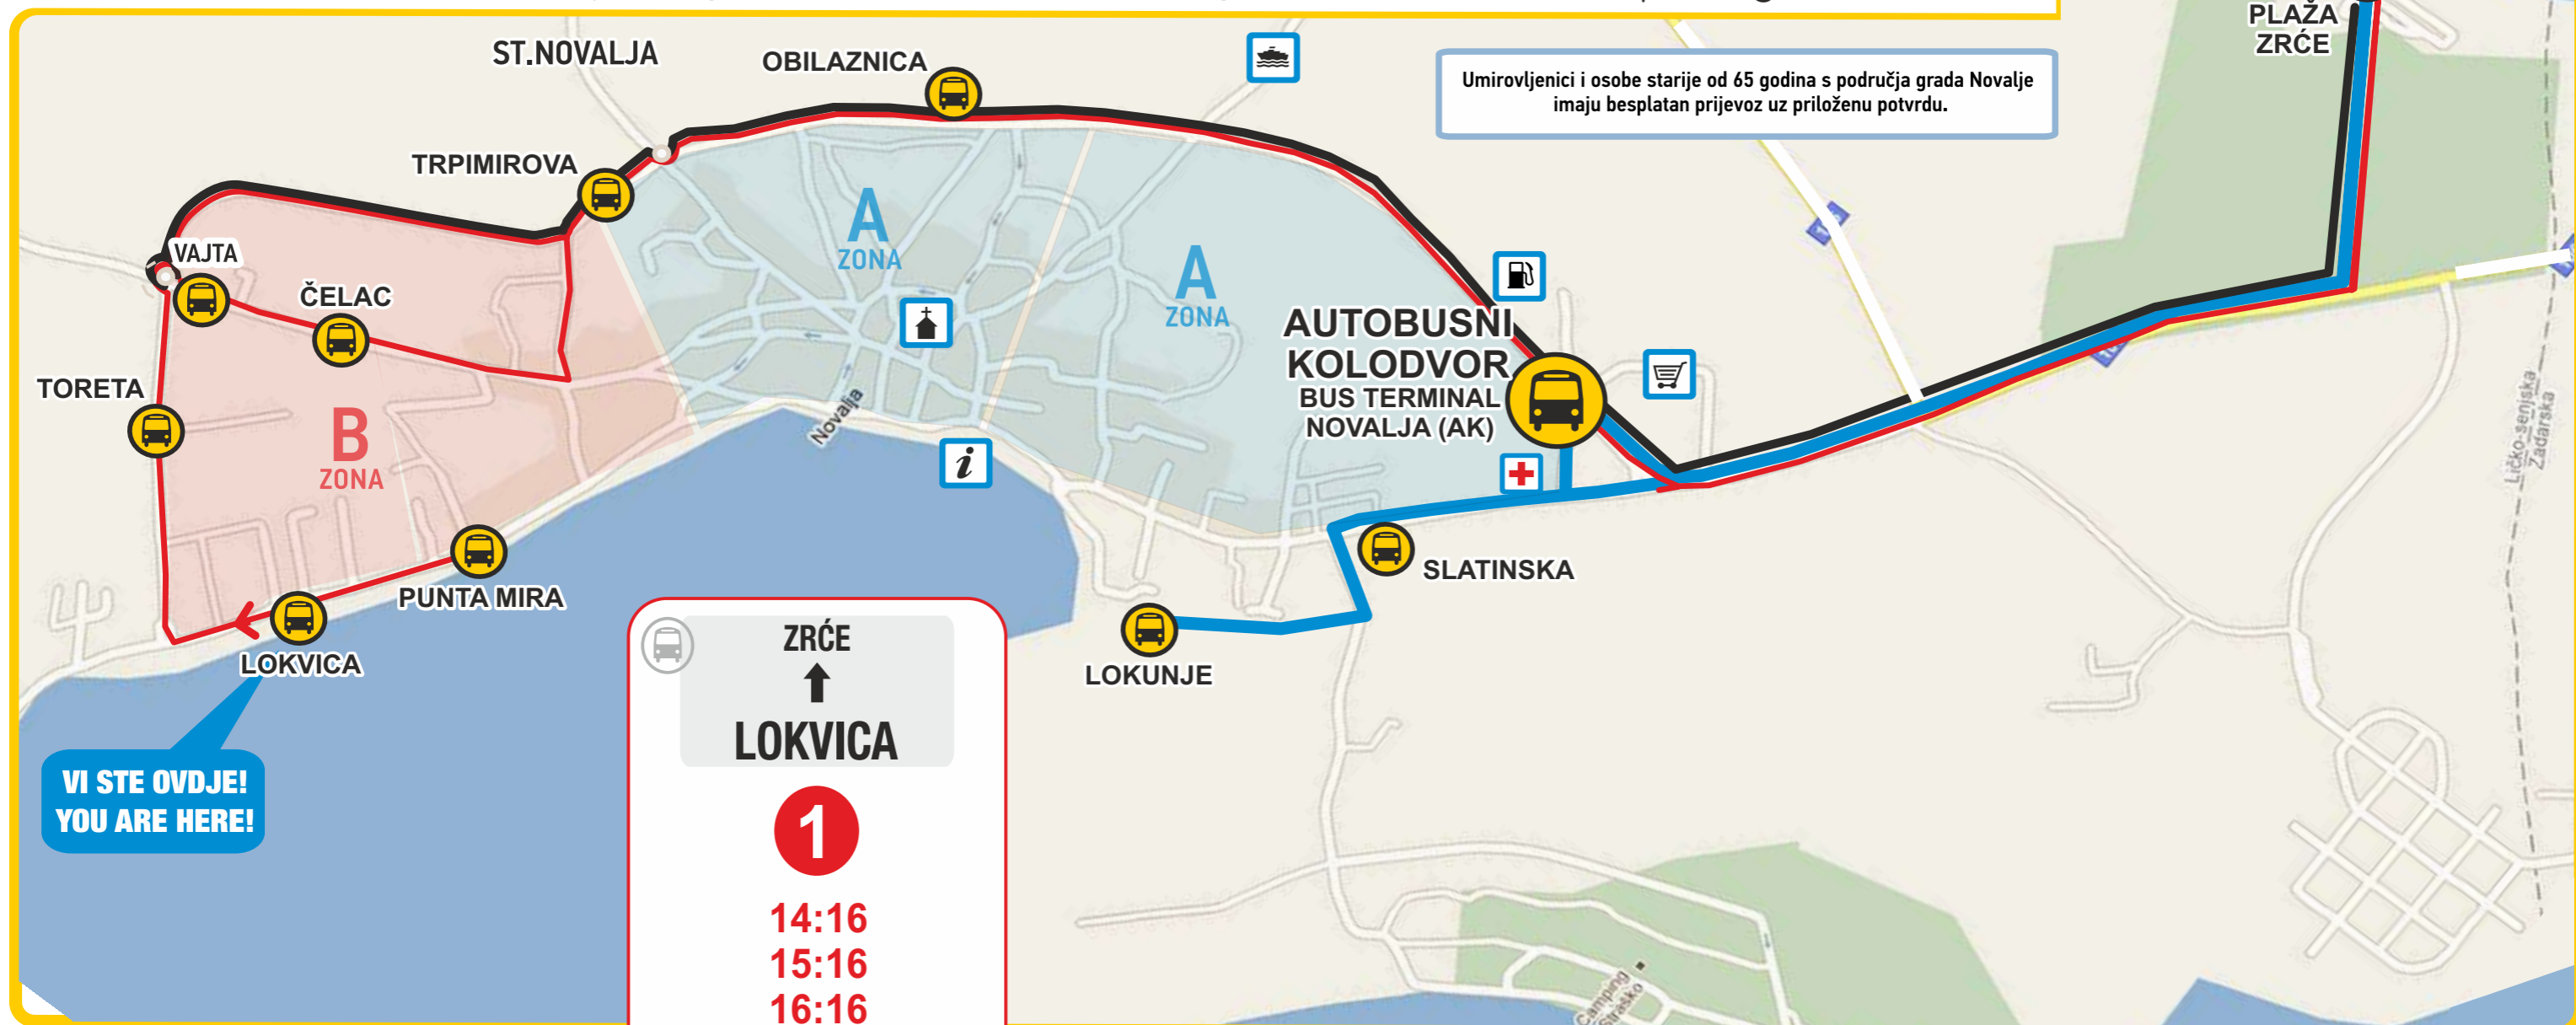 PLAŽA
ZRĆE
ST.NOVALJA
OBILAZNICA
Umirovljenici i osobe starije od 65 godina s područja grada Novalje
imaju besplatan prijevoz uz priloženu potvrdu.
TRPIMIROVA
A
ZONA
VAJTA
ČELAC
A
ZONA
AUTOBUSNI
KOLODVOR
BUS TERMINAL
NOVALJA (AK)
TORETA
B
ZONA
Novalja
i
Ličko-senjska
Zadarska
PUNTA MIRA
SLATINSKA
LOKVICA
LOKUNJE
VI STE OVDJE!
YOU ARE HERE!
ZRĆE
LOKVICA
1
14:16
15:16
16:16
Camping
Straško